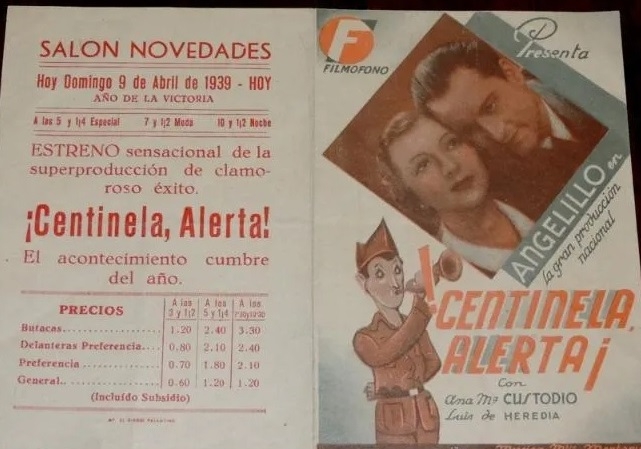 SALON NOVEDADES
Hoy Domingo 9 de Abril de 1939 - HOY
AÑO DE LA VICTORIA
A las 5 y 1¡4 Especial 7 y 1¡2 Moda 10 y 1¡2 Noche
ESTRENO sensacional de la
superproducción de clamo-
roso éxito.
¡Centinela, Alerta!
El acontecimiento cumbre
del año.
PRECIOS
A las
3 y 1¡2
A las
5 y 1¡4
A las
Butacas 1.20 2.40 3.30
Delanteras Preferencia 0.80 2.10 2.40
Preferencia 0.70 1.80 2.10
General 0.60 1.20 1.20
(Incluído Subsidio)
F
FILMOFONO
Presenta
ANGELILLO en
la gran producción
nacional
¡CENTINELA,
ALERTA¡
Con
Ana Mª CUSTODIO
Luis de HEREDIA